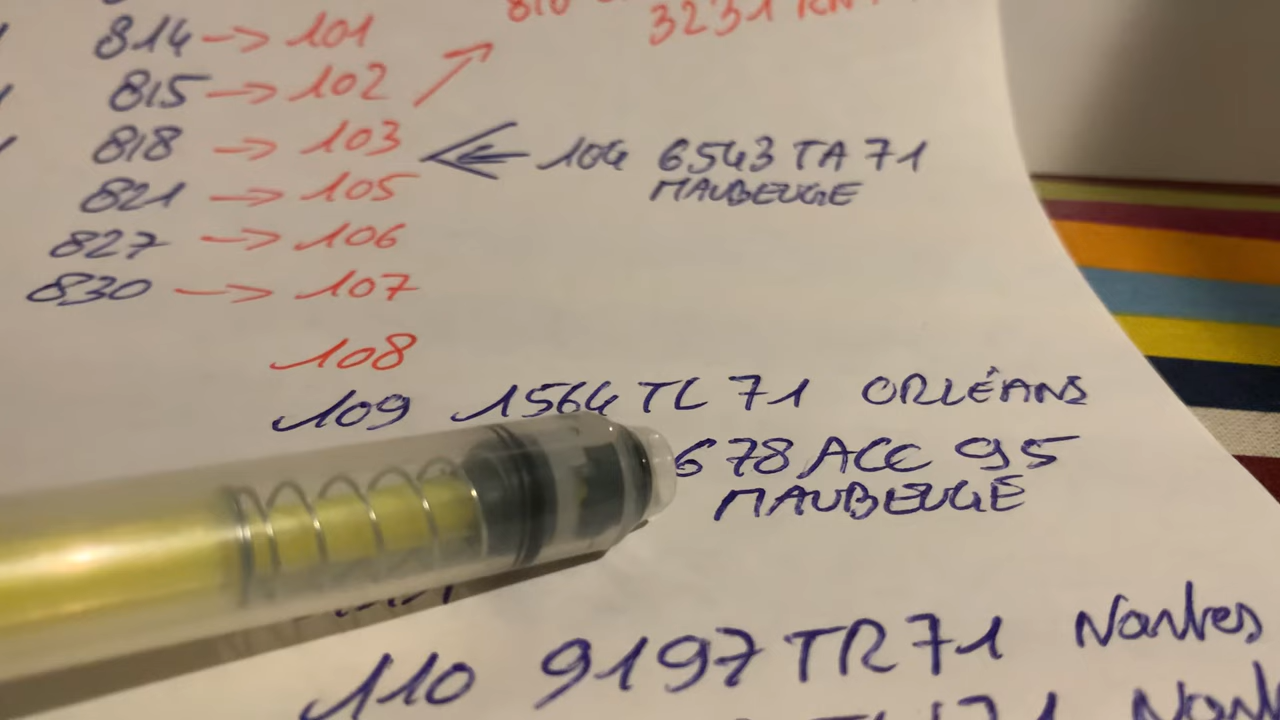 814 → 101
815 → 102
818 → 103
104 6543 TA 71
MAUBEUGE
821 → 105
827 → 106
830 → 107
108
109 1564 TL 71 ORLÉANS
678 ACC 95
MAUBEUGE
110 9197 TR 71 Nantes
71